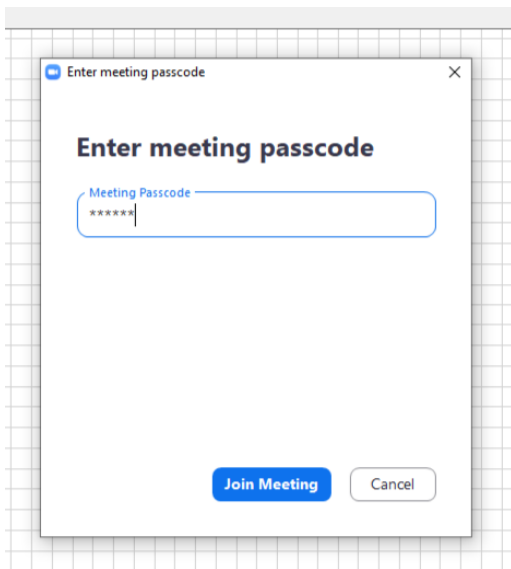 Enter meeting passcode
Enter meeting passcode
Meeting Passcode
******
Join Meeting Cancel